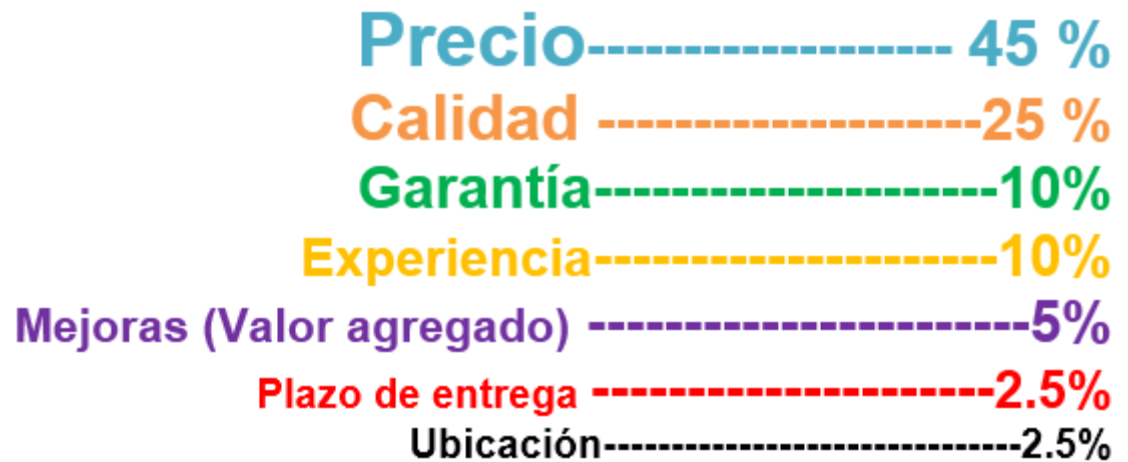 Precio------------------- 45 %
Calidad --------------------25 %
Garantía---------------------10%
Experiencia---------------------10%
Mejoras (Valor agregado) -----------------------5%
Plazo de entrega ---------------------2.5%
Ubicación-------------------------------2.5%